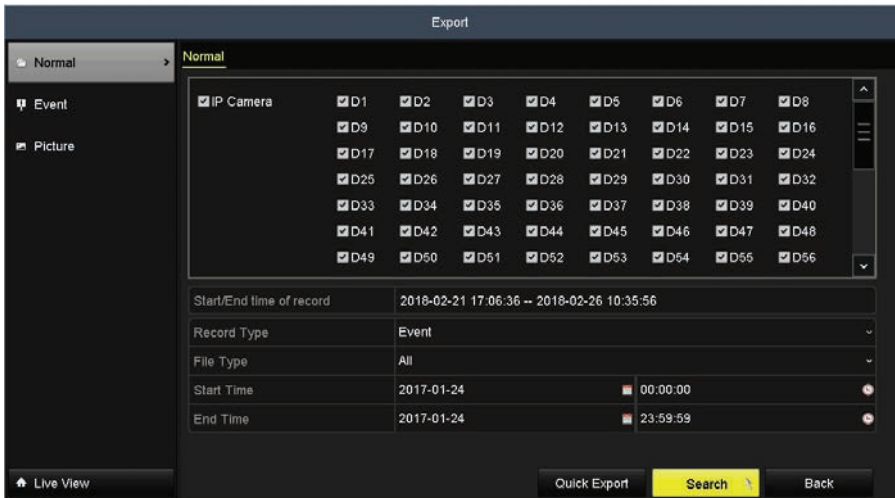 Export
Normal
Event
Picture
Live View
Normal
IP Camera D1 D2 D3 D4 D5 D6 D7 D8
D9 D10 D11 D12 D13 D14 D15 D16
D17 D18 D19 D20 D21 D22 D23 D24
D25 D26 D27 D28 D29 D30 D31 D32
D33 D34 D35 D36 D37 D38 D39 D40
D41 D42 D43 D44 D45 D46 D47 D48
D49 D50 D51 D52 D53 D54 D55 D56
Start/End time of record 2018-02-21 17:06:36 -- 2018-02-26 10:35:56
Record Type Event
File Type All
Start Time 2017-01-24 00:00:00
End Time 2017-01-24 23:59:59
Quick Export Search Back